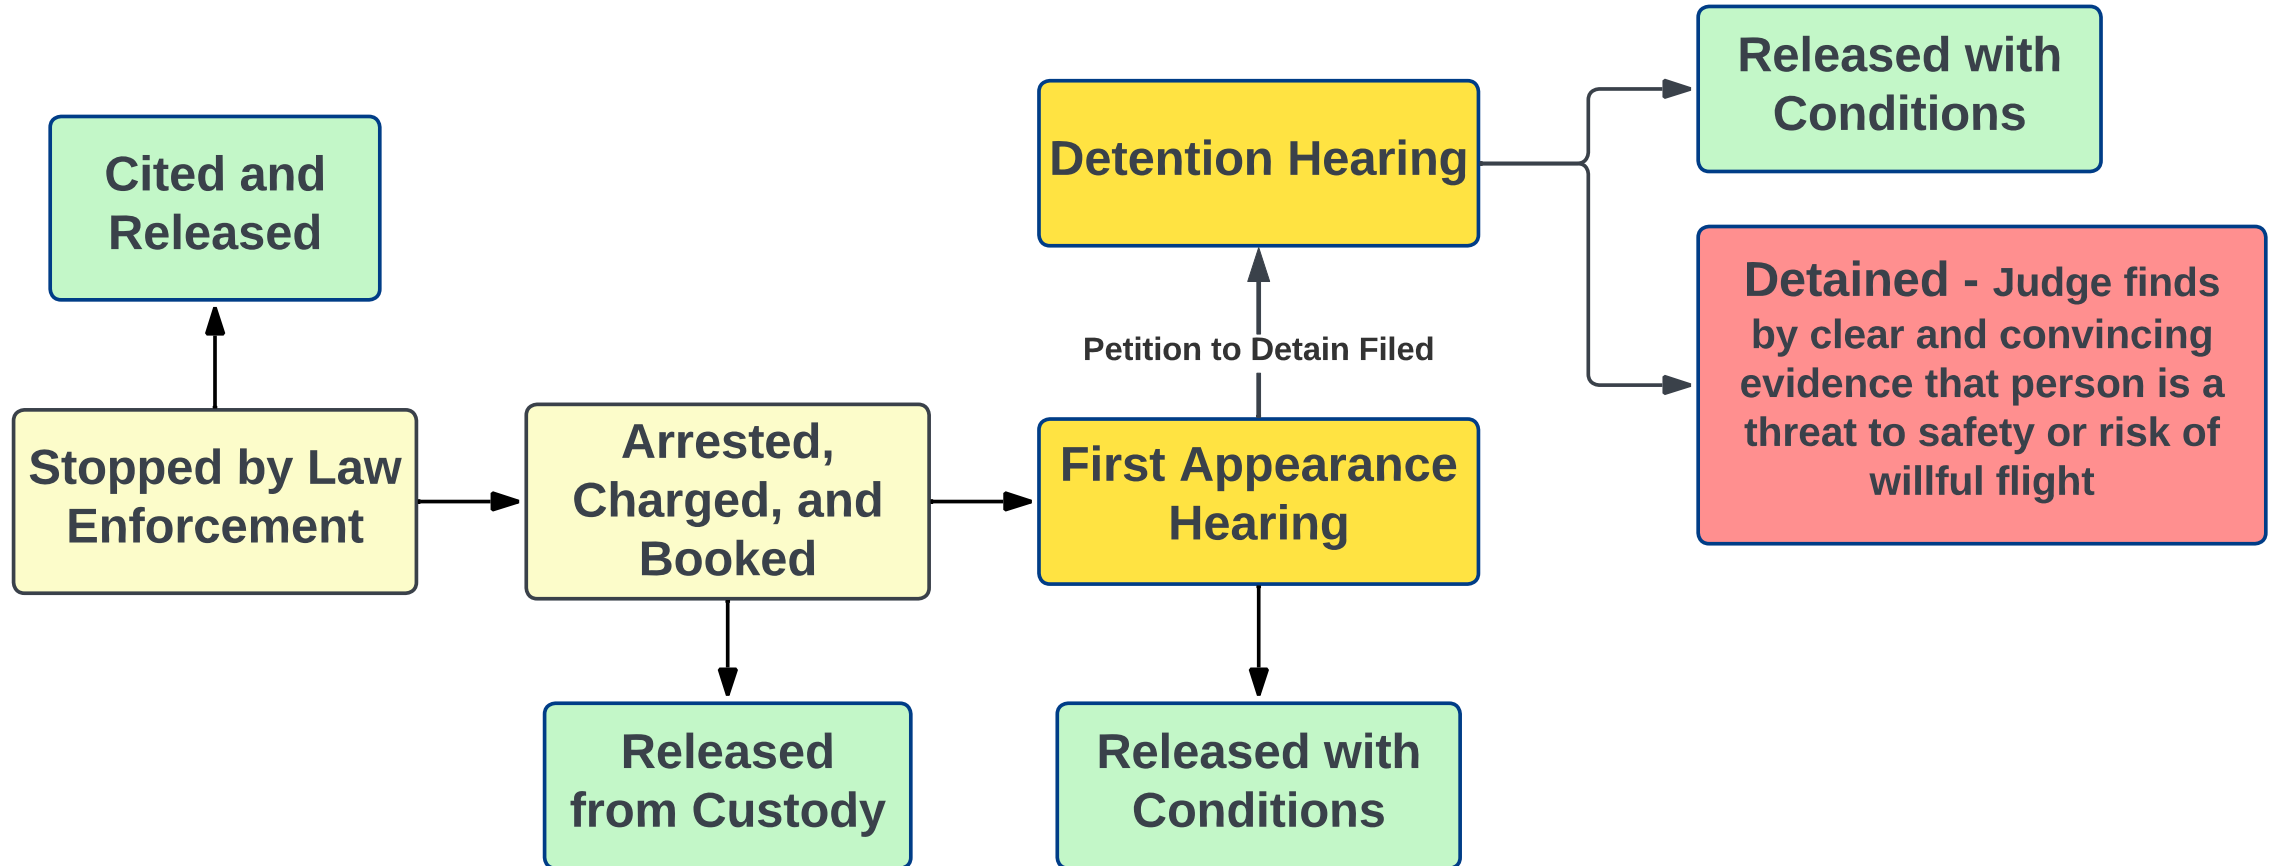 Cited and
Released
Stopped by Law
Enforcement
Arrested,
Charged, and
Booked
Released
from Custody
Detention Hearing
Petition to Detain Filed
First Appearance
Hearing
Released with
Conditions
Released with
Conditions
Detained - Judge finds
by clear and convincing
evidence that person is a
threat to safety or risk of
willful flight